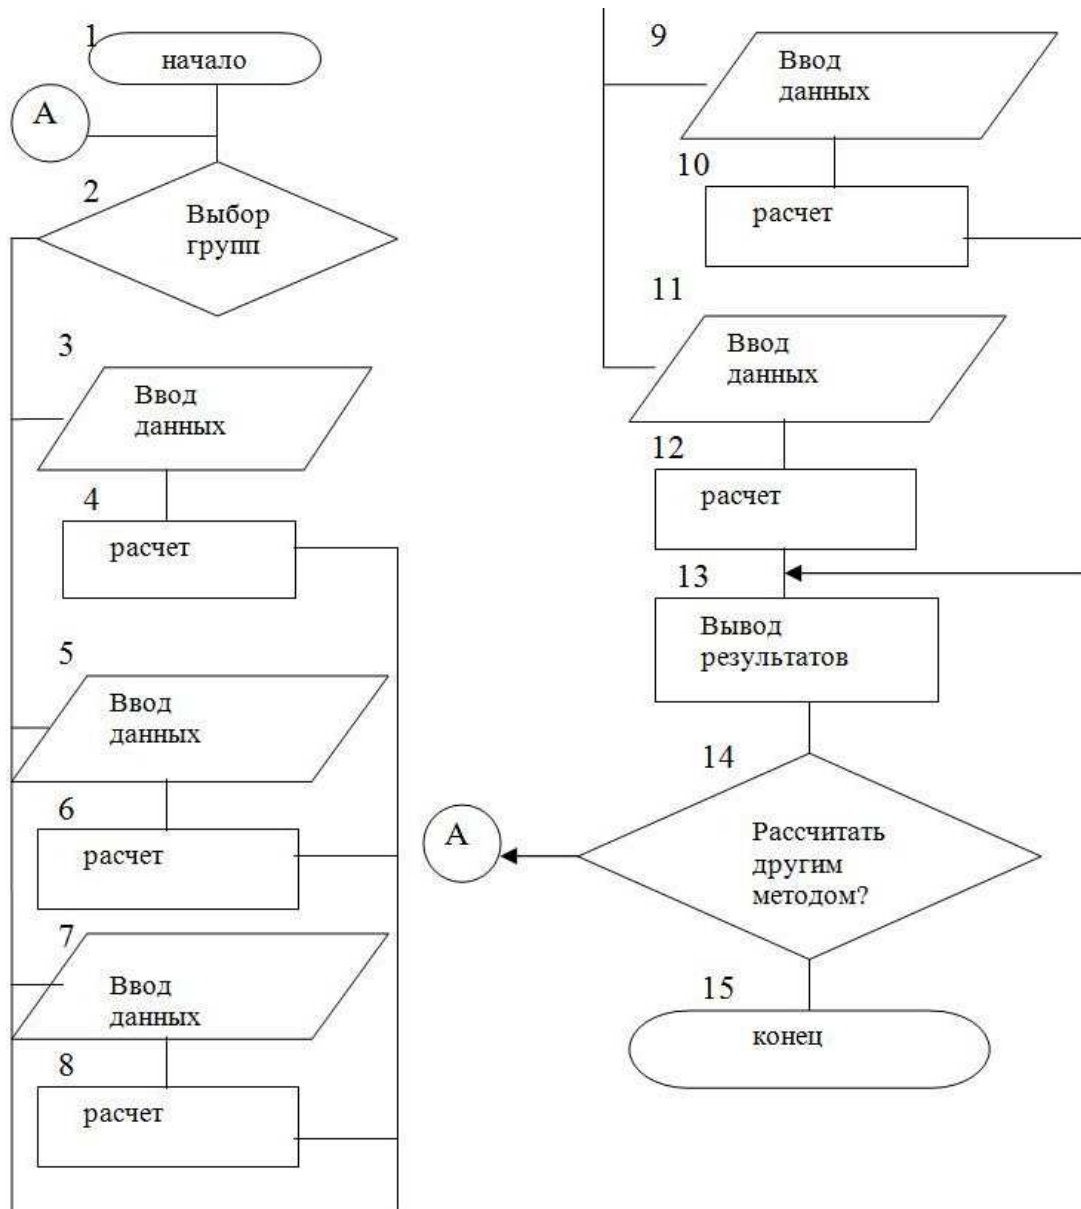 1
начало
A
2
Выбор
групп
3
Ввод
данных
4
расчет
5
Ввод
данных
6
расчет
7
Ввод
данных
8
расчет
9
Ввод
данных
10
расчет
11
Ввод
данных
12
расчет
13
Вывод
результатов
14
A
Рассчитать
другим
методом?
15
конец